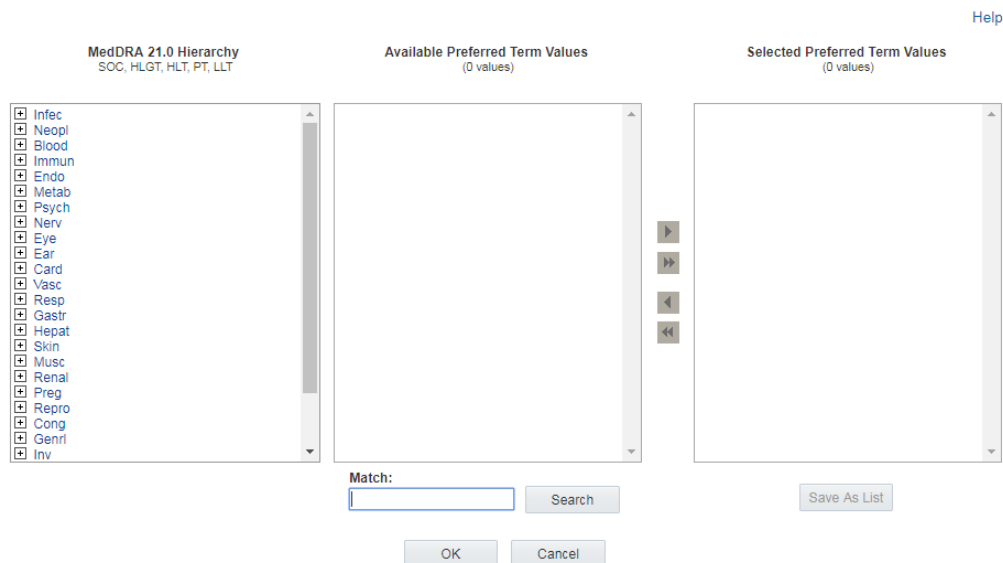 Help
MedDRA 21.0 Hierarchy
SOC, HLGT, HLT, PT, LLT
Available Preferred Term Values
(0 values)
Selected Preferred Term Values
(0 values)
Infec
Neopl
Blood
Immun
Endo
Metab
Psych
Nerv
Eye
Ear
Card
Vasc
Resp
Gastr
Hepat
Skin
Musc
Renal
Preg
Repro
Cong
Genrl
Inv
Match:
Search
Save As List
OK
Cancel